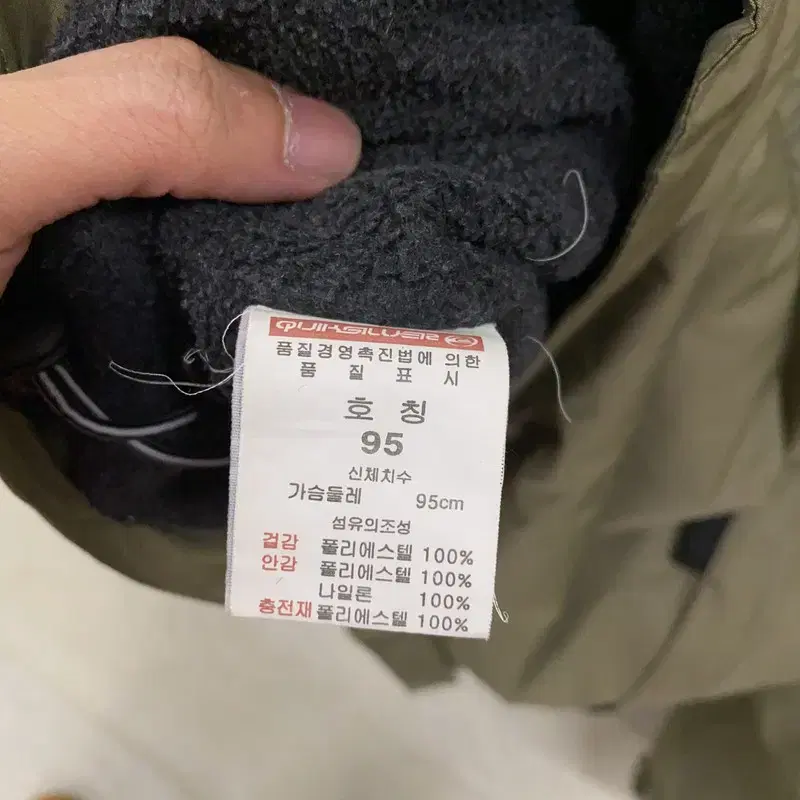 QUIKSILVER
품질경영촉진법에 의한
품 질 표 시
호 칭
95
신체치수
가슴둘레 95cm
섬유의조성
겉감 폴리에스텔 100%
안감 폴리에스텔 100%
나일론 100%
충전재 폴리에스텔 100%